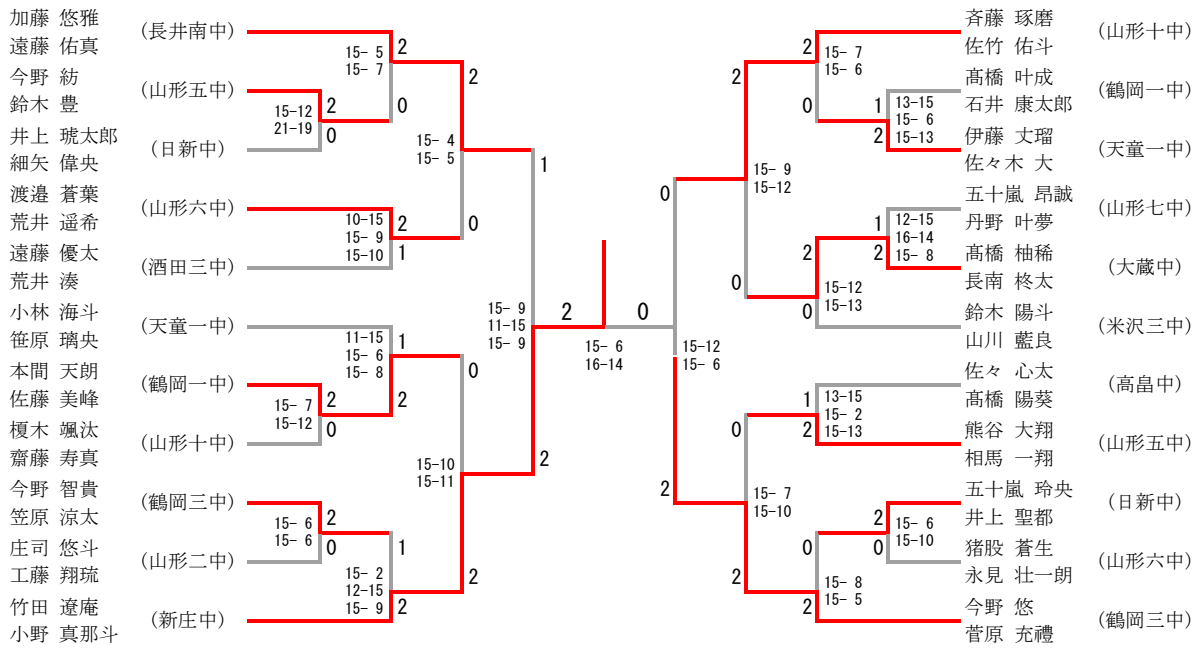 加藤 悠雅
遠藤 佑真
(長井南中)
今野 紡
鈴木 豊
(山形五中)
井上 琥太郎
細矢 偉央
(日新中)
渡邉 蒼葉
荒井 遥希
(山形六中)
遠藤 優太
荒井 湊
(酒田三中)
小林 海斗
笹原 璃央
(天童一中)
本間 天朗
佐藤 美峰
(鶴岡一中)
榎木 颯汰
齋藤 寿真
(山形十中)
今野 智貴
笠原 涼太
(鶴岡三中)
庄司 悠斗
工藤 翔琉
(山形二中)
竹田 遼庵
小野 真那斗
(新庄中)
15-12
21-19
2
0
15- 5
15- 7
2
0
10-15
15- 9
15-10
2
1
15- 4
15- 5
2
0
15- 7
15-12
2
0
11-15
15- 6
15- 8
1
2
15- 6
15- 6
2
0
15- 2
12-15
15- 9
1
2
15-10
15-11
0
2
15- 9
11-15
15- 9
1
2
2
0
15- 6
16-14
0
2
15-12
15- 6
2
0
15- 9
15-12
2
0
15- 7
15- 6
1
2
13-15
15- 6
15-13
2
0
15-12
15-13
1
2
12-15
16-14
15- 8
0
2
15- 7
15-10
1
2
13-15
15- 2
15-13
0
2
15- 8
15- 5
2
0
15- 6
15-10
斉藤 琢磨
佐竹 佑斗
(山形十中)
髙橋 叶成
石井 康太郎
(鶴岡一中)
伊藤 丈瑠
佐々木 大
(天童一中)
五十嵐 昂誠
丹野 叶夢
(山形七中)
髙橋 柚稀
長南 柊太
(大蔵中)
鈴木 陽斗
山川 藍良
(米沢三中)
佐々 心太
髙橋 陽葵
(高畠中)
熊谷 大翔
相馬 一翔
(山形五中)
五十嵐 玲央
井上 聖都
(日新中)
猪股 蒼生
永見 壮一朗
(山形六中)
今野 悠
菅原 充禮
(鶴岡三中)